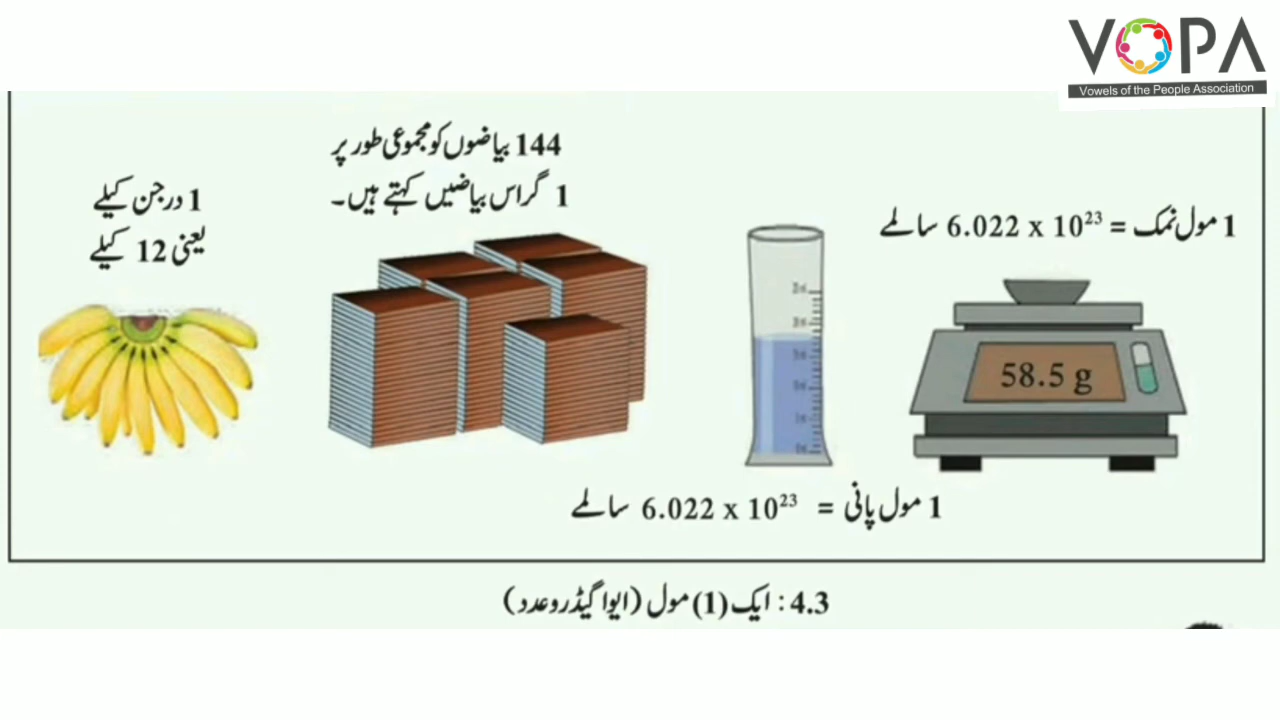 VOPA
Vowels of the People Association
144 بیاضوں کو مجموعی طور پر
1 گراس بیاضیں کہتے ہیں۔
1 درجن کیلے
یعنی 12 کیلے
1 مول نمک = 6.022 x 10²³ سالمے
58.5 g
1 مول پانی = 6.022 x 10²³ سالمے
4.3 : ایک (1) مول (ایواگیڈرو عدد)